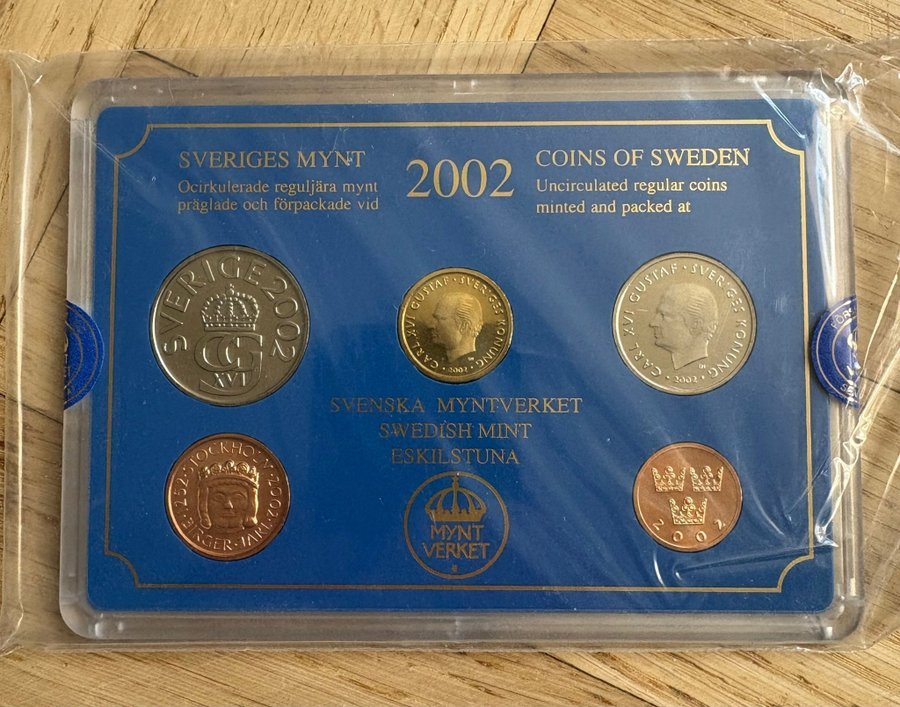 SVERIGES MYNT
Ocirkulerade reguljära mynt
präglade och förpackade vid
2002
COINS OF SWEDEN
Uncirculated regular coins
minted and packed at
SVERIGE 2002
XVI
CARL XVI GUSTAF · SVERIGES KONUNG ·
· 2002 ·
CARL XVI GUSTAF · SVERIGES KONUNG
· 2002 ·
SVENSKA MYNTVERKET
SWEDISH MINT
ESKILSTUNA
1252 · STOCKHOLM · 2002
BIRGER · JARL
2002
MYNT
VERKET